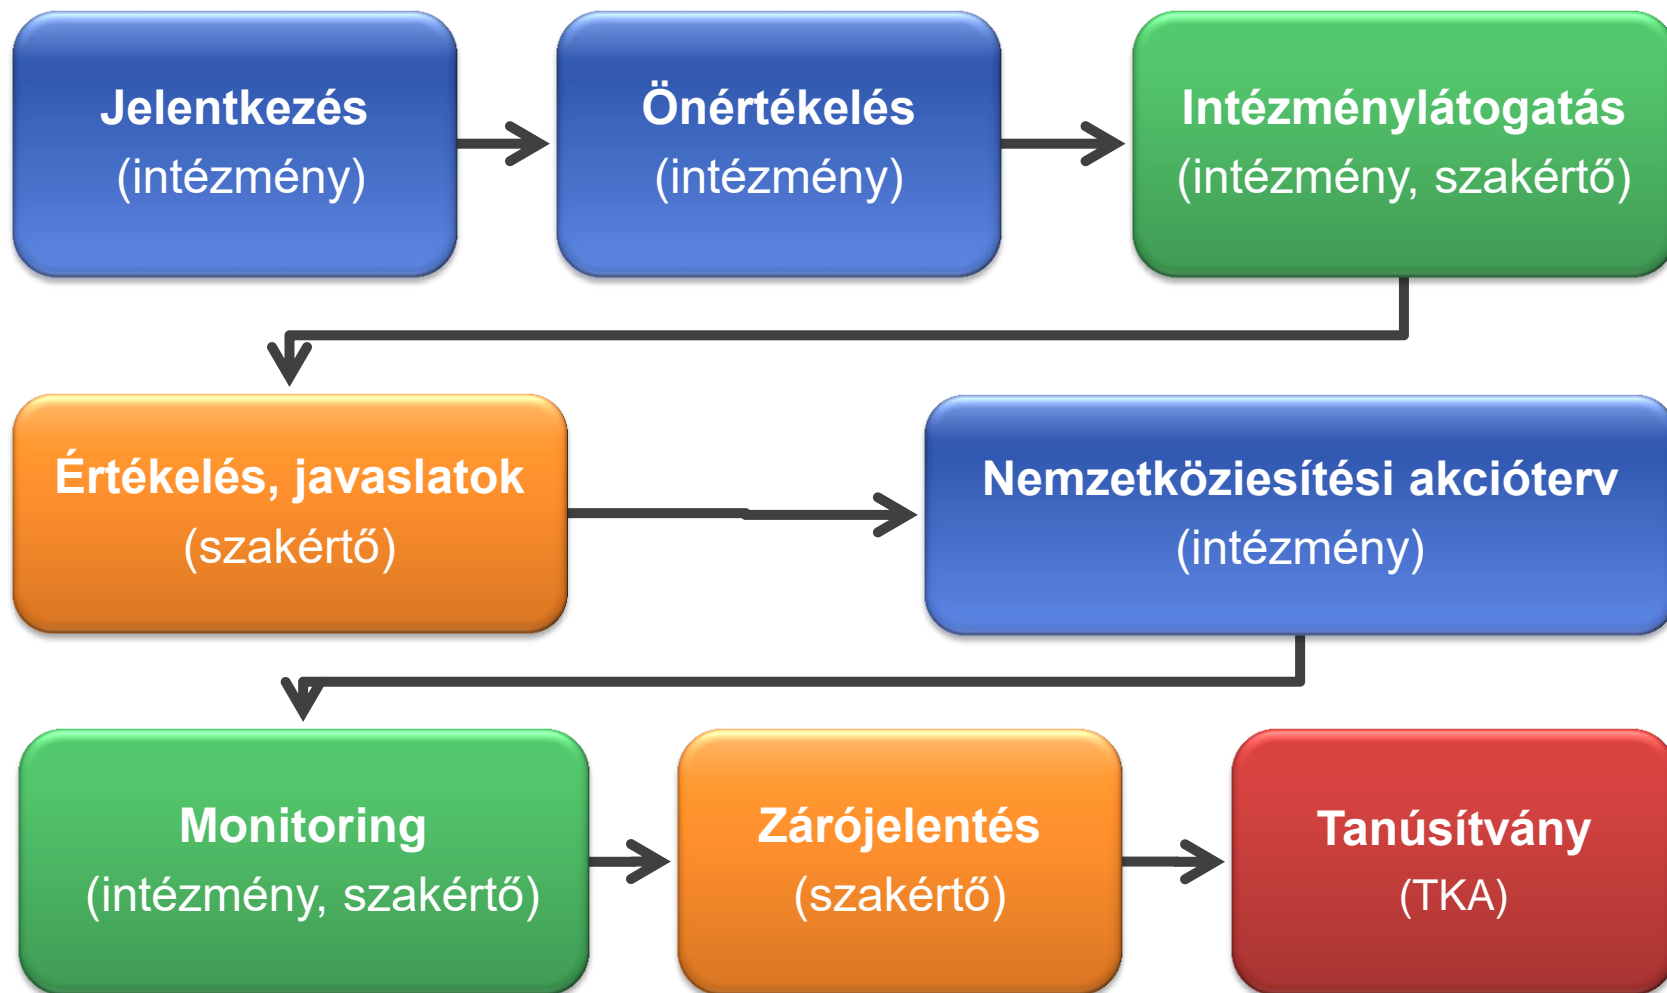 Jelentkezés
(intézmény)
Önértékelés
(intézmény)
Intézménylátogatás
(intézmény, szakértő)
Értékelés, javaslatok
(szakértő)
Nemzetköziesítési akcióterv
(intézmény)
Monitoring
(intézmény, szakértő)
Zárójelentés
(szakértő)
Tanúsítvány
(TKA)